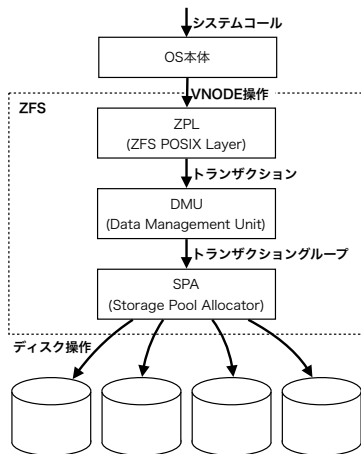 システムコール
OS本体
VNODE操作
ZFS
ZPL
(ZFS POSIX Layer)
トランザクション
DMU
(Data Management Unit)
トランザクショングループ
SPA
(Storage Pool Allocator)
ディスク操作